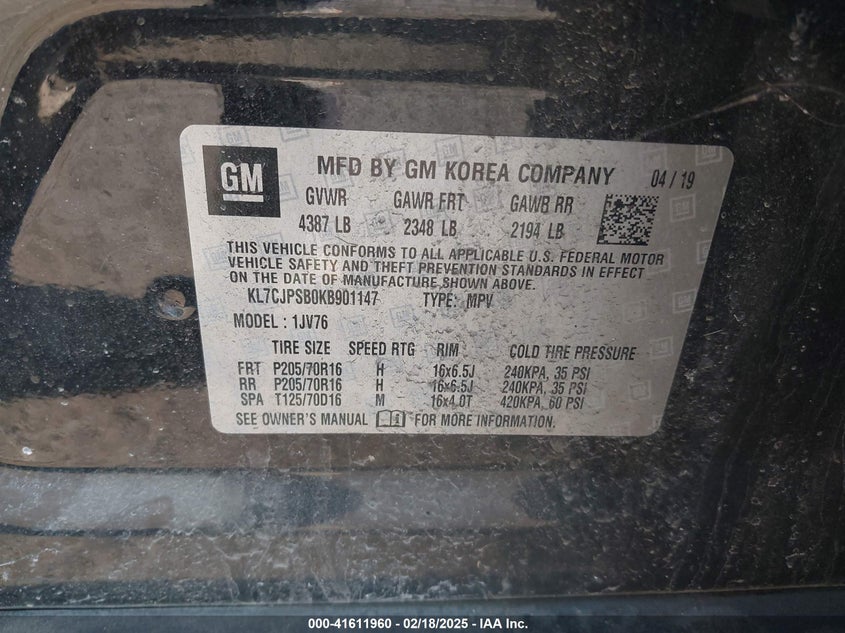 GM
MFD BY GM KOREA COMPANY 04 / 19
GVWR GAWR FRT GAWR RR
4387 LB 2348 LB 2194 LB
THIS VEHICLE CONFORMS TO ALL APPLICABLE U.S. FEDERAL MOTOR
VEHICLE SAFETY AND THEFT PREVENTION STANDARDS IN EFFECT
ON THE DATE OF MANUFACTURE SHOWN ABOVE.
KL7CJPSB0KB901147 TYPE: MPV
MODEL : 1JV76
TIRE SIZE SPEED RTG RIM COLD TIRE PRESSURE
FRT P205/70R16 H 16x6.5J 240KPA, 35 PSI
RR P205/70R16 H 16x6.5J 240KPA, 35 PSI
SPA T125/70D16 M 16x4.0T 420KPA, 60 PSI
SEE OWNER'S MANUAL FOR MORE INFORMATION.
000-41611960 - 02/18/2025 - IAA Inc.